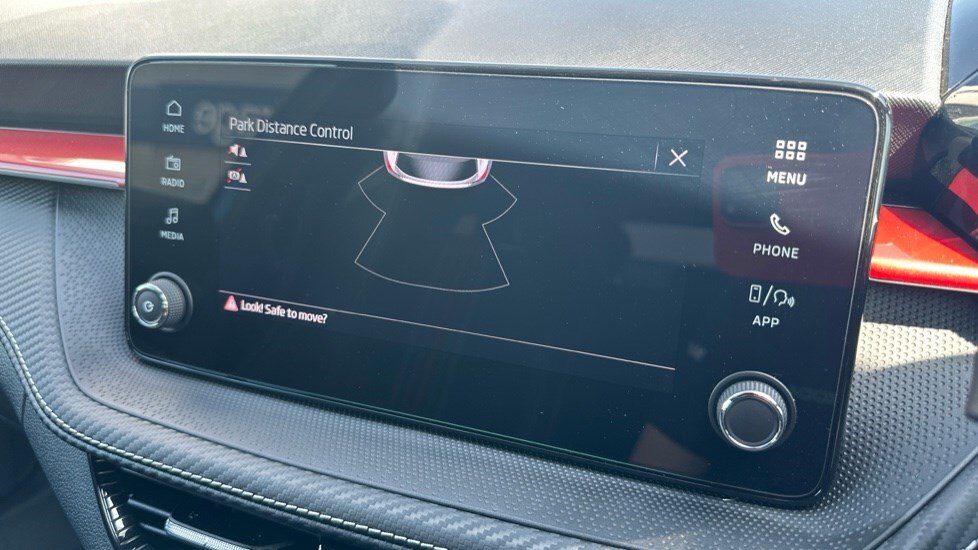 HOME
RADIO
MEDIA
Park Distance Control
Look! Safe to move?
MENU
PHONE
APP